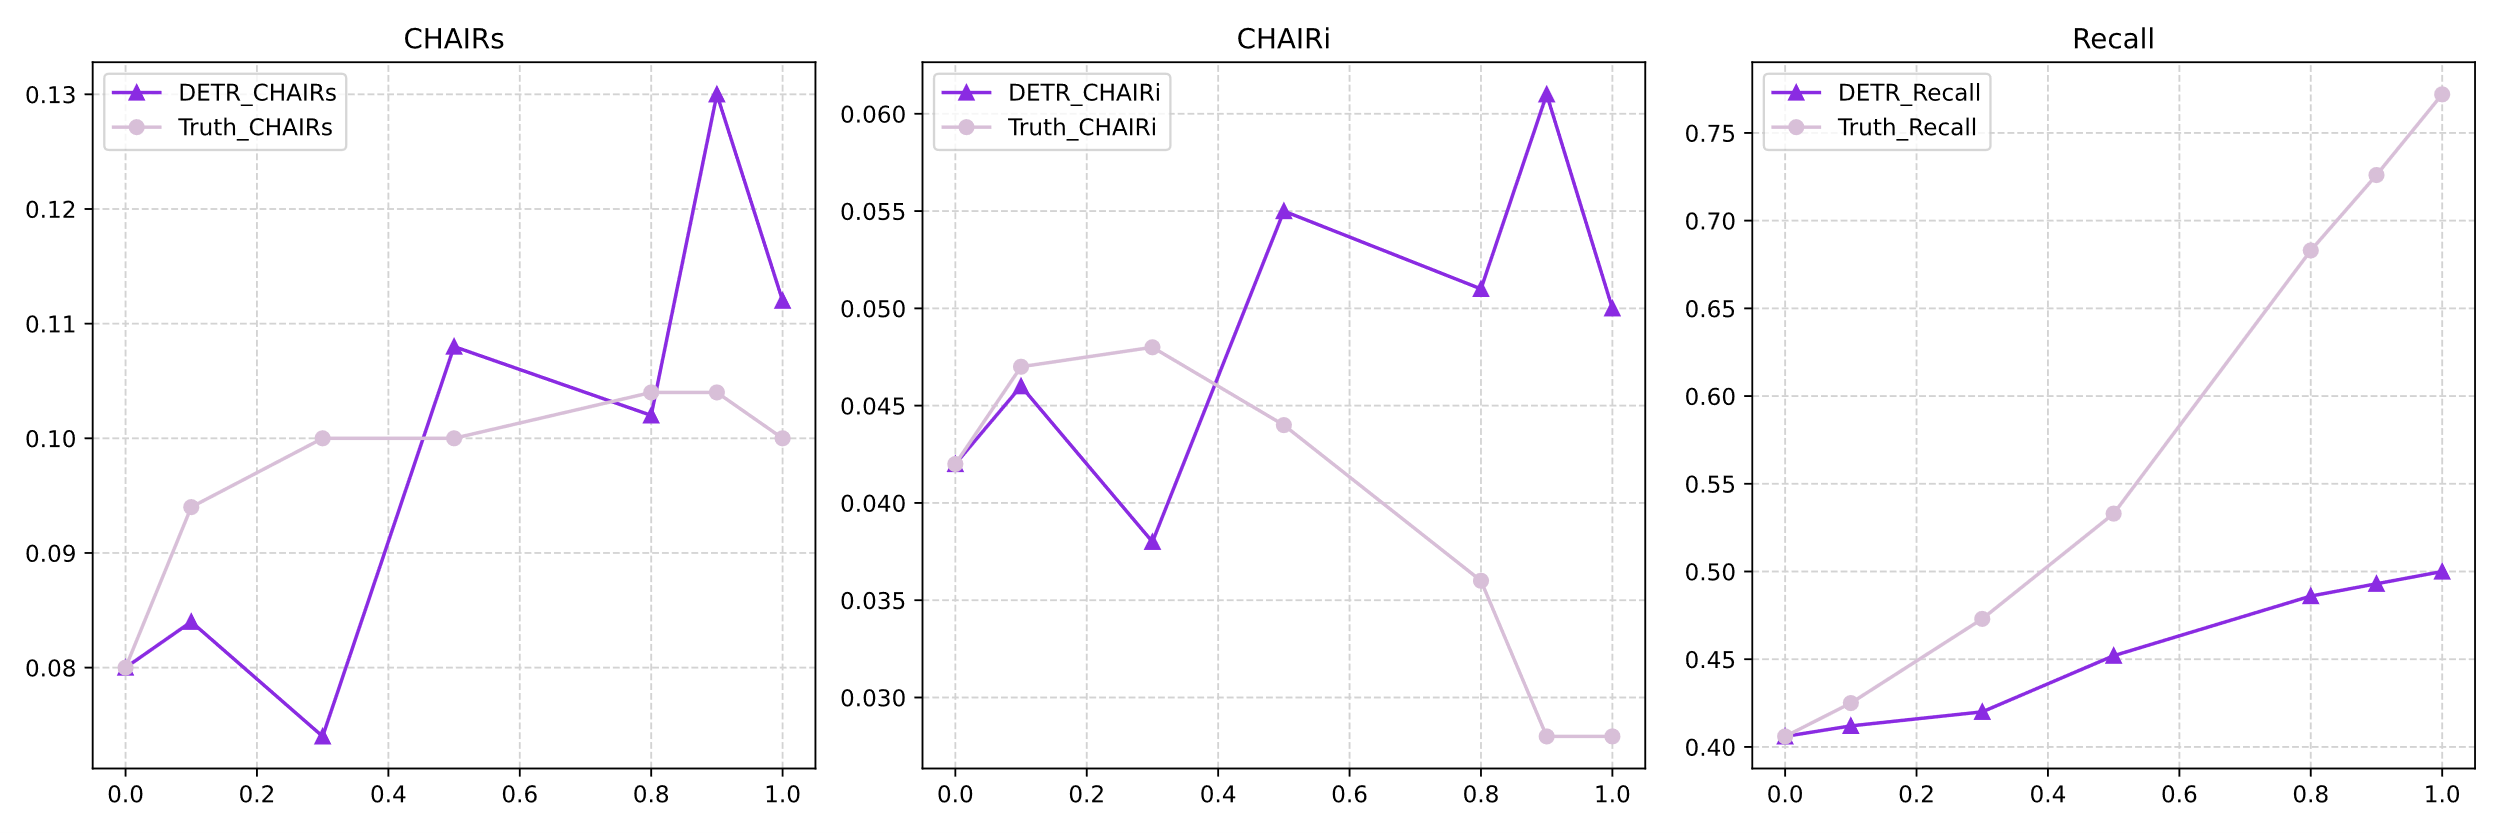 CHAIRs
DETR_CHAIRs
Truth_CHAIRs
0.13
0.12
0.11
0.10
0.09
0.08
0.0 0.2 0.4 0.6 0.8 1.0
CHAIRi
DETR_CHAIRi
Truth_CHAIRi
0.060
0.055
0.050
0.045
0.040
0.035
0.030
0.0 0.2 0.4 0.6 0.8 1.0
Recall
DETR_Recall
Truth_Recall
0.75
0.70
0.65
0.60
0.55
0.50
0.45
0.40
0.0 0.2 0.4 0.6 0.8 1.0